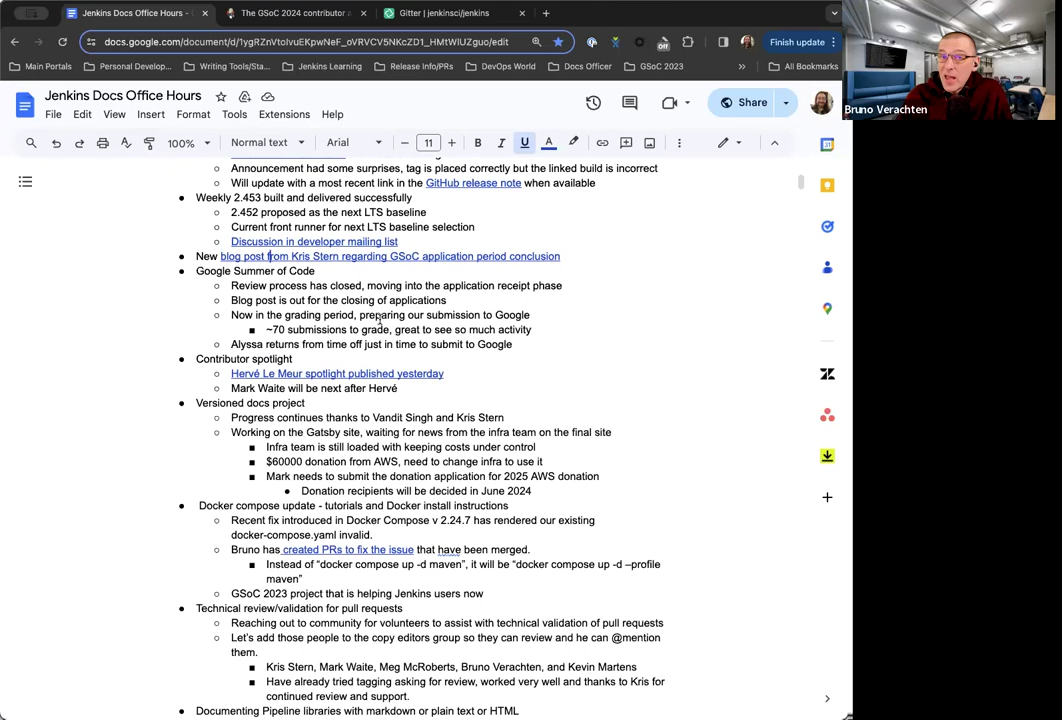 Jenkins Docs Office Hours -
The GSoC 2024 contributor a
Gitter | jenkinsci/jenkins
docs.google.com/document/d/1ygRZnVtoIvuEKpwNeF_oVRVCV5NKcZD1_HMtWlUZguo/edit
Off
Finish update
Main Portals
Personal Develop...
Writing Tools/Sta...
Jenkins Learning
Release Info/PRs
DevOps World
Docs Officer
GSoC 2023
All Bookmarks
Bruno Verachten
Jenkins Docs Office Hours
File Edit View Insert Format Tools Extensions Help
Share
100% Normal text Arial 11 B I U A
Announcement had some surprises, tag is placed correctly but the linked build is incorrect
Will update with a most recent link in the GitHub release note when available
Weekly 2.453 built and delivered successfully
2.452 proposed as the next LTS baseline
Current front runner for next LTS baseline selection
Discussion in developer mailing list
New blog post from Kris Stern regarding GSoC application period conclusion
Google Summer of Code
Review process has closed, moving into the application receipt phase
Blog post is out for the closing of applications
Now in the grading period, preparing our submission to Google
~70 submissions to grade, great to see so much activity
Alyssa returns from time off just in time to submit to Google
Contributor spotlight
Hervé Le Meur spotlight published yesterday
Mark Waite will be next after Hervé
Versioned docs project
Progress continues thanks to Vandit Singh and Kris Stern
Working on the Gatsby site, waiting for news from the infra team on the final site
Infra team is still loaded with keeping costs under control
$60000 donation from AWS, need to change infra to use it
Mark needs to submit the donation application for 2025 AWS donation
Donation recipients will be decided in June 2024
Docker compose update - tutorials and Docker install instructions
Recent fix introduced in Docker Compose v 2.24.7 has rendered our existing
docker-compose.yaml invalid.
Bruno has created PRs to fix the issue that have been merged.
Instead of “docker compose up -d maven”, it will be “docker compose up -d –profile
maven”
GSoC 2023 project that is helping Jenkins users now
Technical review/validation for pull requests
Reaching out to community for volunteers to assist with technical validation of pull requests
Let’s add those people to the copy editors group so they can review and he can @mention
them.
Kris Stern, Mark Waite, Meg McRoberts, Bruno Verachten, and Kevin Martens
Have already tried tagging asking for review, worked very well and thanks to Kris for
continued review and support.
Documenting Pipeline libraries with markdown or plain text or HTML